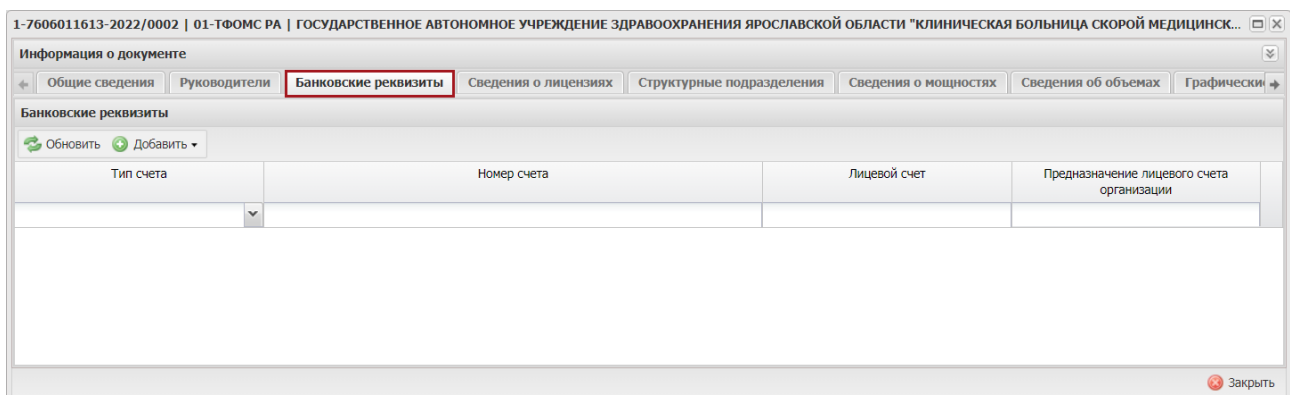 1-7606011613-2022/0002 | 01-ТФОМС РА | ГОСУДАРСТВЕННОЕ АВТОНОМНОЕ УЧРЕЖДЕНИЕ ЗДРАВООХРАНЕНИЯ ЯРОСЛАВСКОЙ ОБЛАСТИ "КЛИНИЧЕСКАЯ БОЛЬНИЦА СКОРОЙ МЕДИЦИНСК...
Информация о документе
Общие сведения Руководители Банковские реквизиты Сведения о лицензиях Структурные подразделения Сведения о мощностях Сведения об объемах Графически
Банковские реквизиты
Обновить Добавить
Тип счета Номер счета Лицевой счет Предназначение лицевого счета
организации
Закрыть